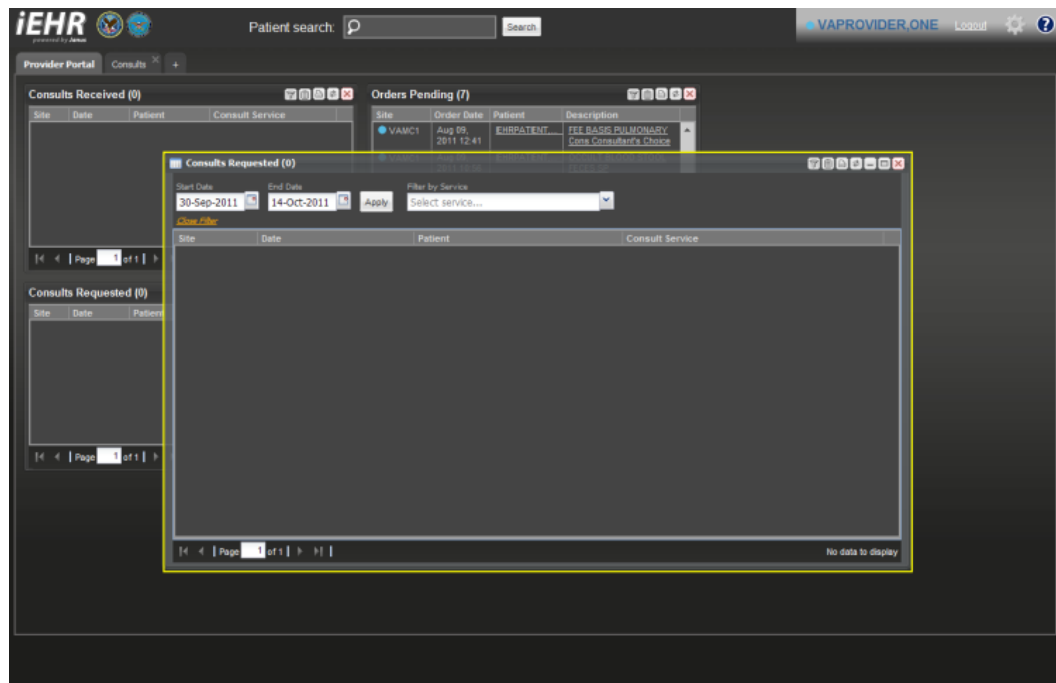 iEHR
powered by Janus
Patient search:
Search
VAPROVIDER,ONE
Logout
Provider Portal
Consults
Consults Received (0)
Site Date Patient Consult Service
Page 1 of 1
Orders Pending (7)
Site Order Date Patient Description
VAMC1 Aug 09, 2011 12:41 EHRPATIENT... FEE BASIS PULMONARY Cons Consultant's Choice
Consults Requested (0)
Site Date Patient
Page 1 of 1
Consults Requested (0)
Start Date End Date Filter by Service
30-Sep-2011 14-Oct-2011 Apply Select service...
Close Filter
Site Date Patient Consult Service
Page 1 of 1
No data to display